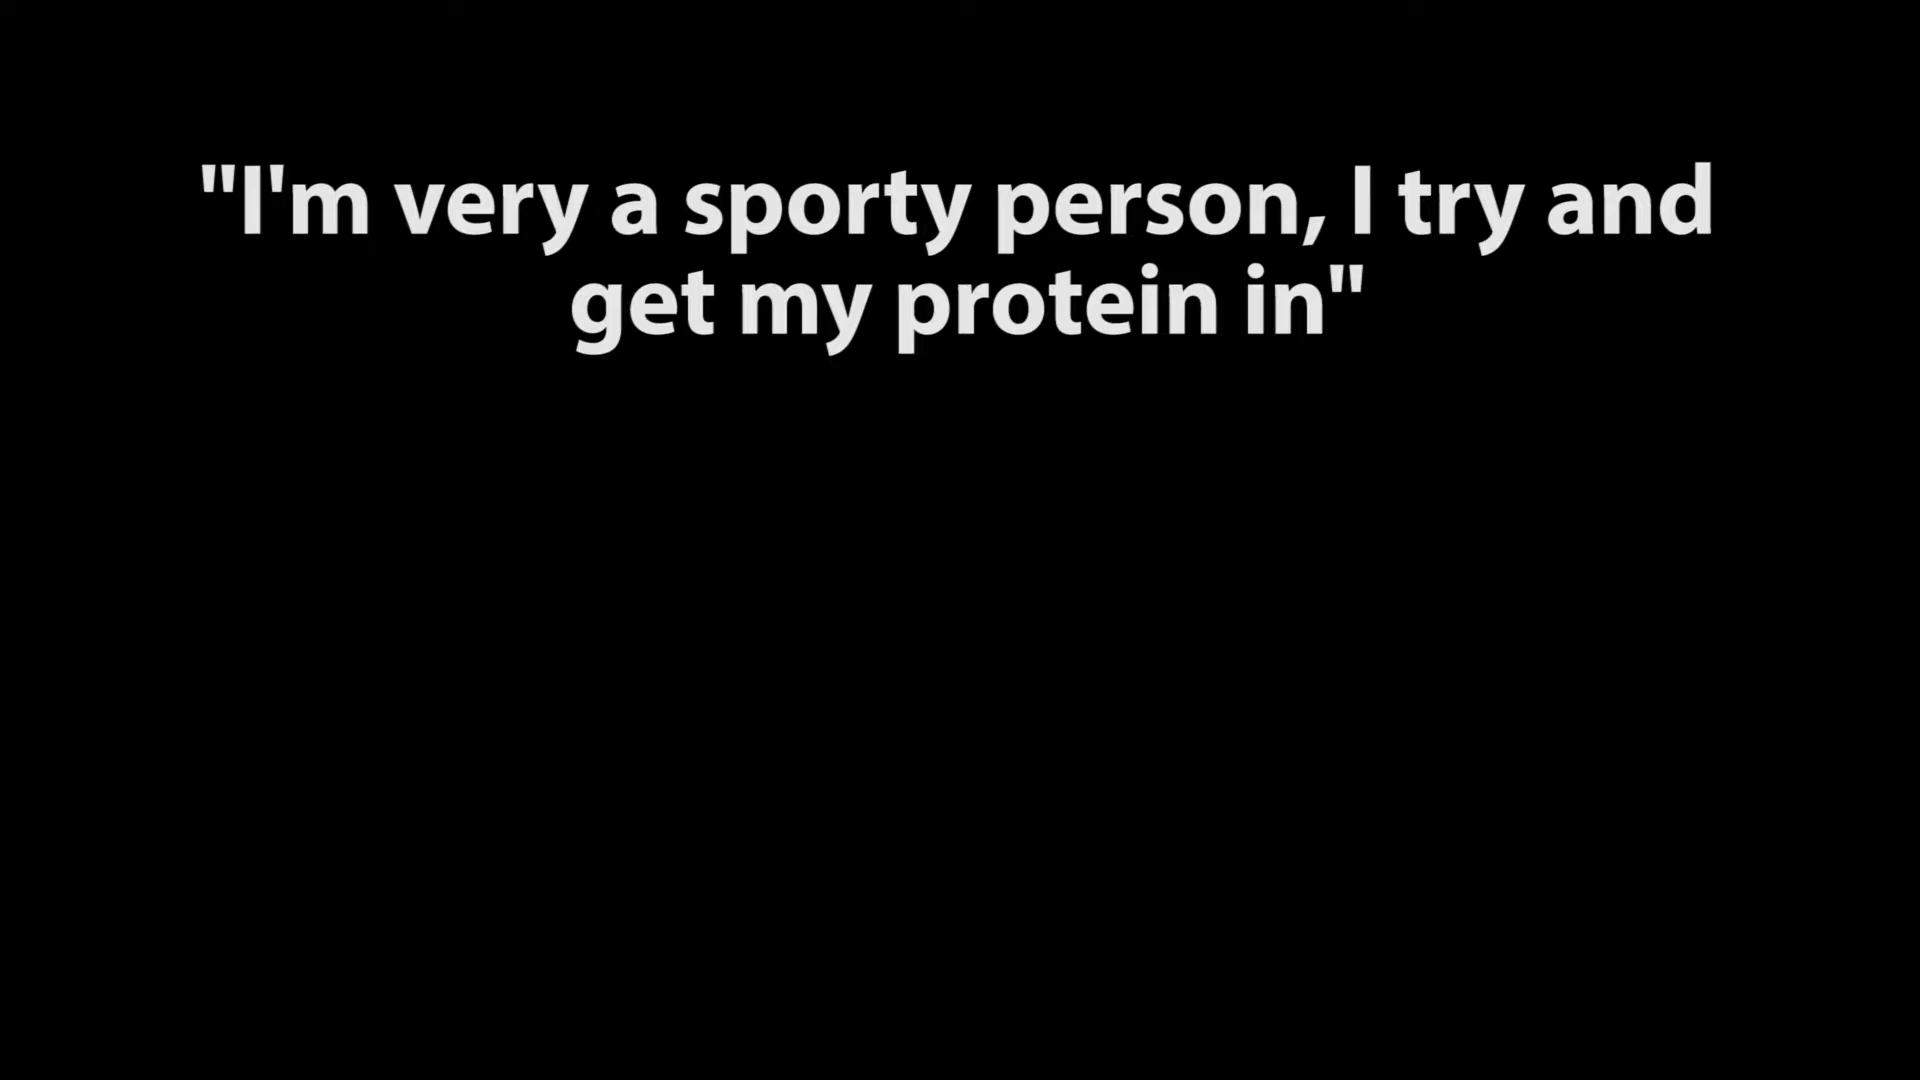 "I'm very a sporty person, I try and
get my protein in"